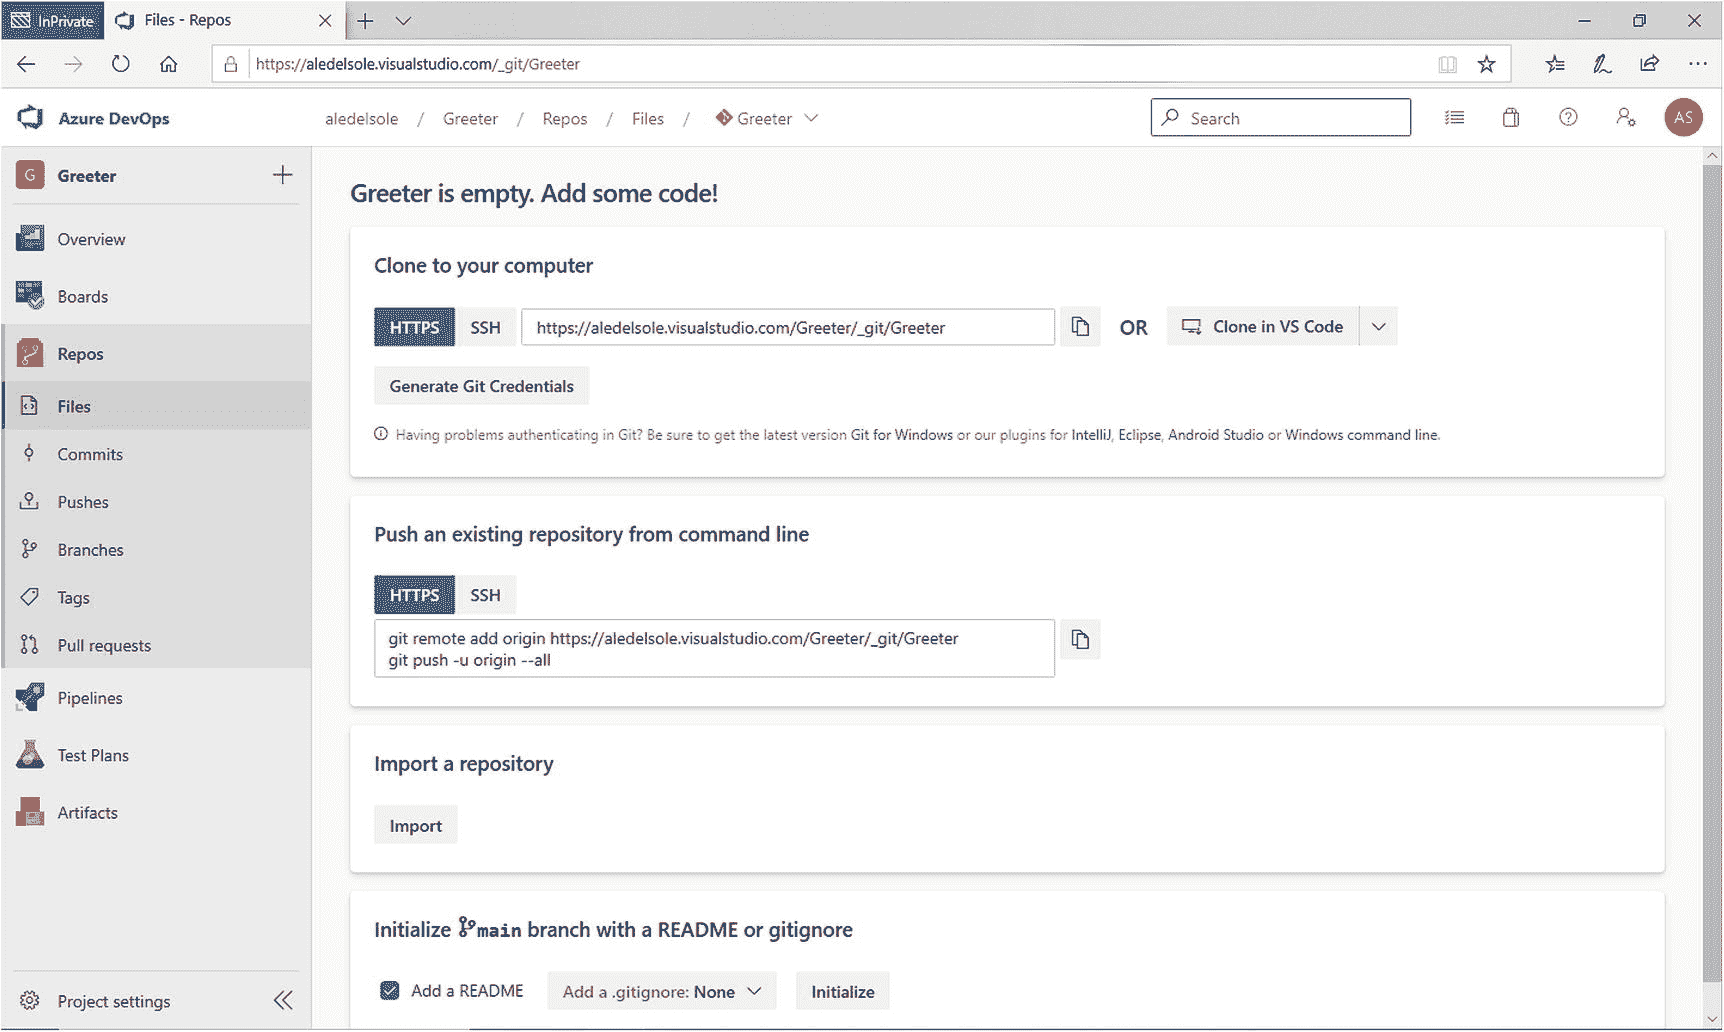 InPrivate Files - Repos
https://aledelsole.visualstudio.com/_git/Greeter
Azure DevOps aledelsole / Greeter / Repos / Files / Greeter Search AS
G Greeter
Overview
Boards
Repos
Files
Commits
Pushes
Branches
Tags
Pull requests
Pipelines
Test Plans
Artifacts
Project settings
Greeter is empty. Add some code!
Clone to your computer
HTTPS SSH https://aledelsole.visualstudio.com/Greeter/_git/Greeter OR Clone in VS Code
Generate Git Credentials
Having problems authenticating in Git? Be sure to get the latest version Git for Windows or our plugins for IntelliJ, Eclipse, Android Studio or Windows command line.
Push an existing repository from command line
HTTPS SSH
git remote add origin https://aledelsole.visualstudio.com/Greeter/_git/Greeter
git push -u origin --all
Import a repository
Import
Initialize main branch with a README or gitignore
Add a README Add a .gitignore: None Initialize